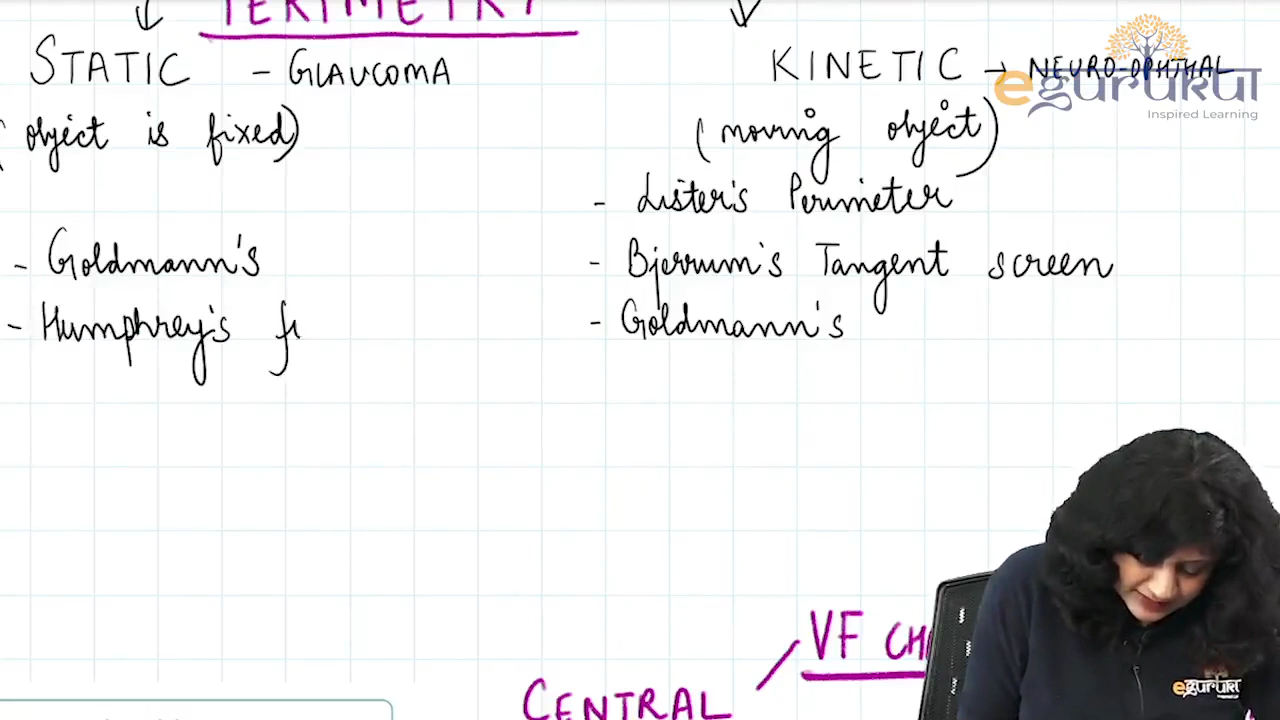 PERIMETRY
STATIC - GLAUCOMA
(object is fixed)
- Goldmann's
- Humphrey's
KINETIC → NEURO-OPHTHAL
(moving object)
- Lister's Perimeter
- Bjerrum's Tangent screen
- Goldmann's
VF
CENTRAL
egurukul
Inspired Learning
egurukul